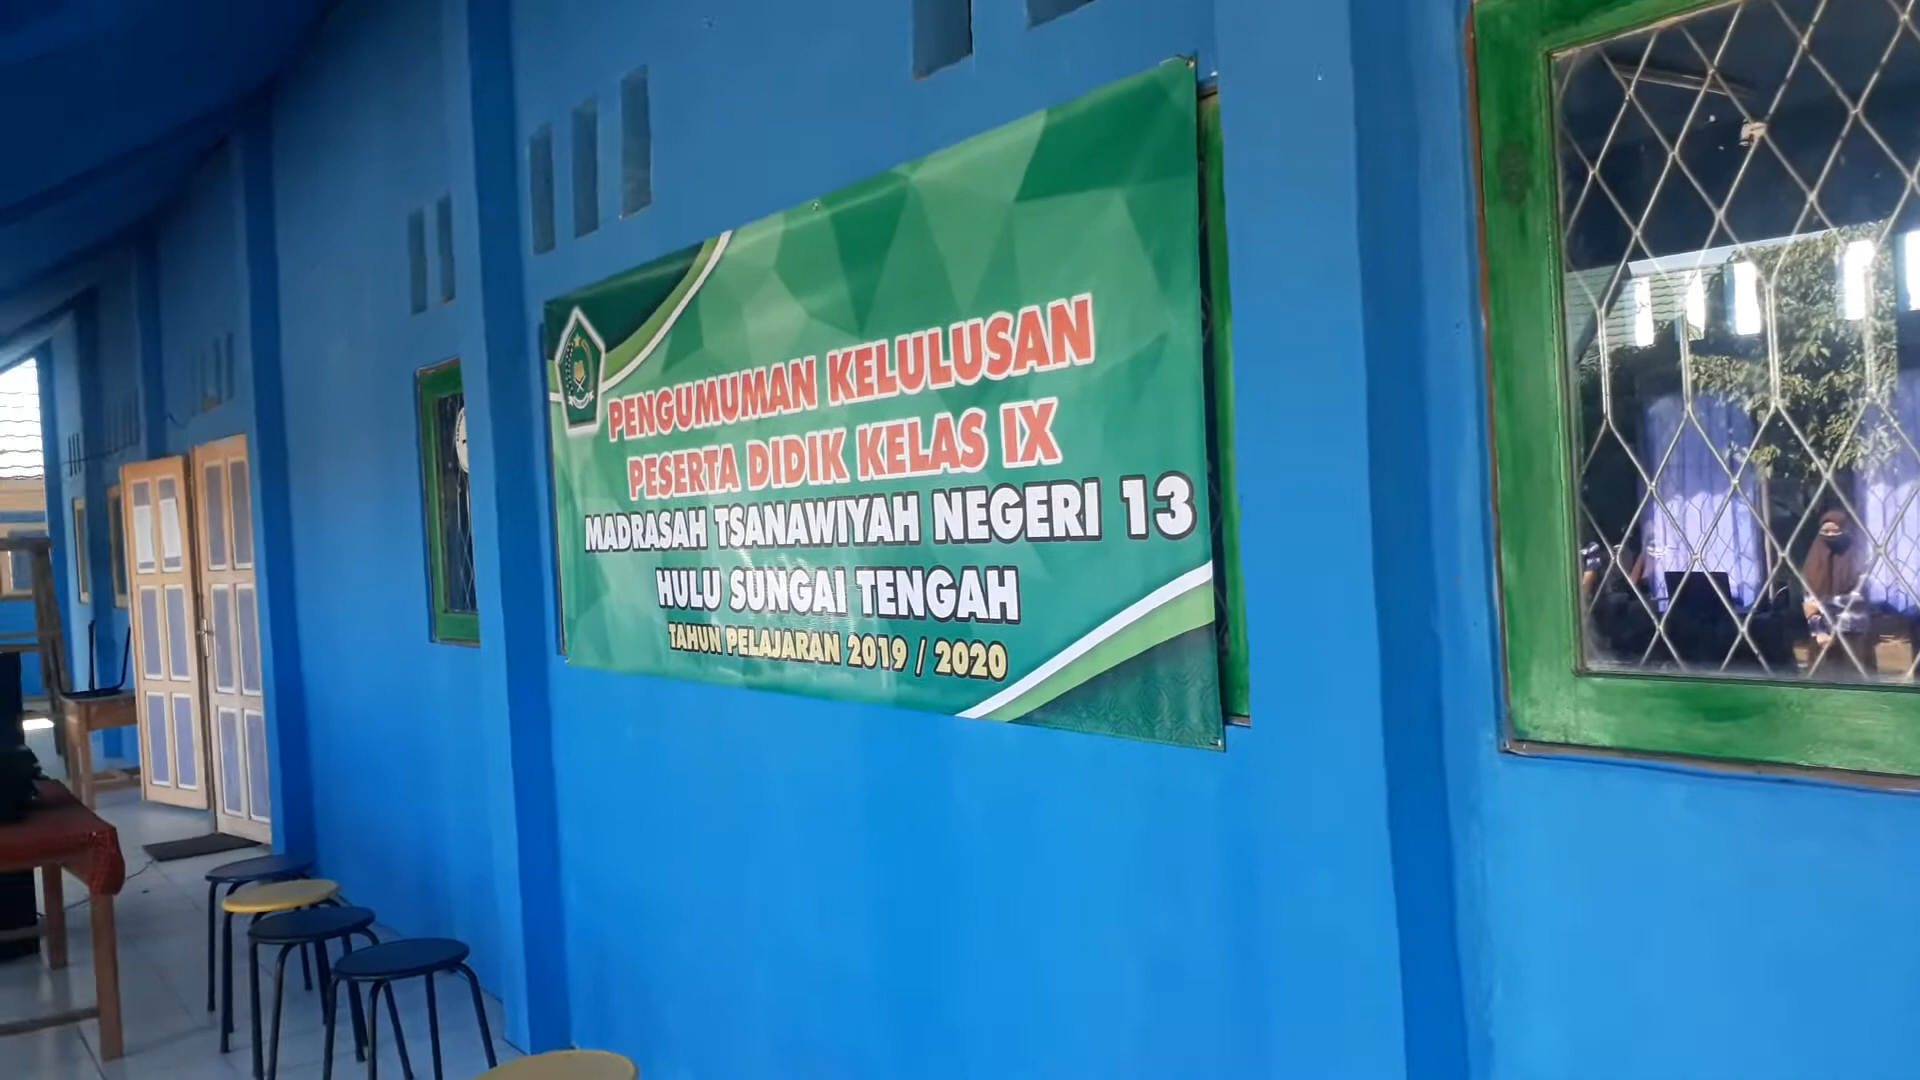 PENGUMUMAN KELULUSAN
PESERTA DIDIK KELAS IX
MADRASAH TSANAWIYAH NEGERI 13
HULU SUNGAI TENGAH
TAHUN PELAJARAN 2019 / 2020